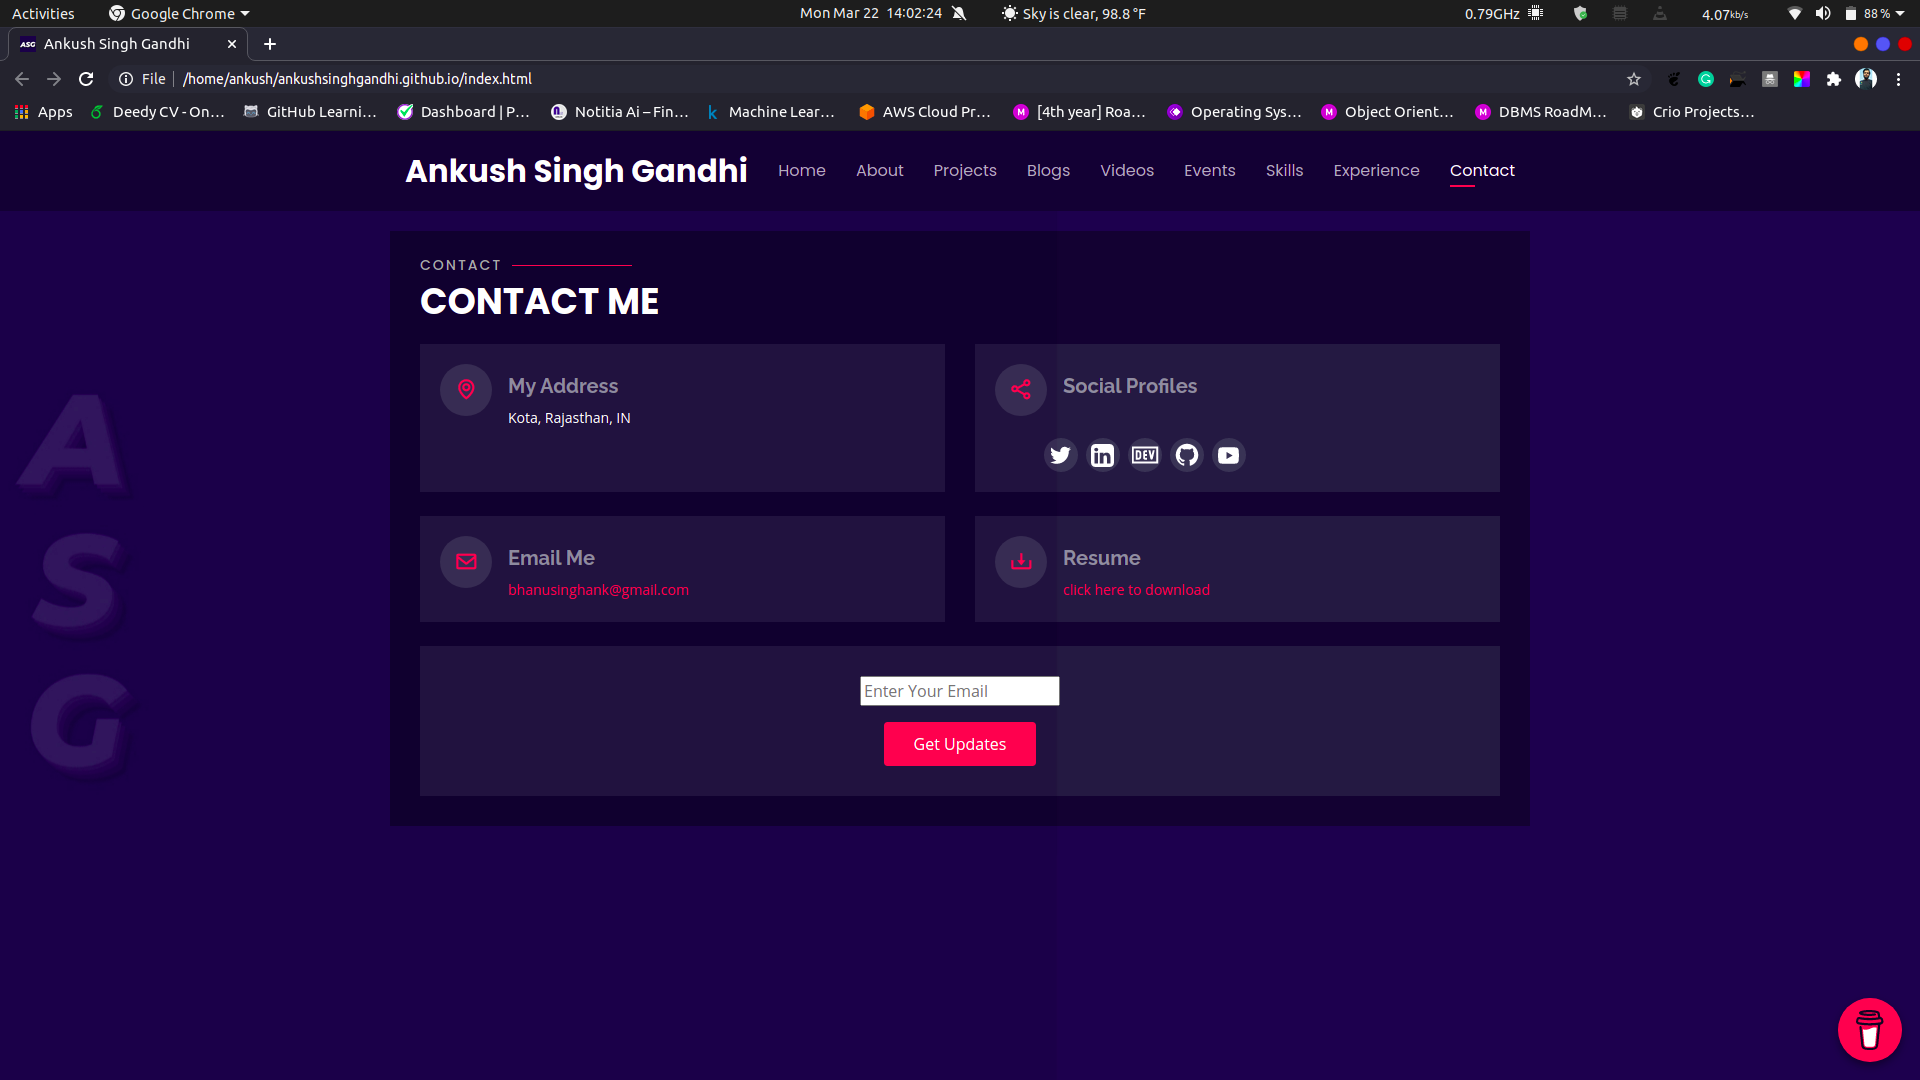 Activities Google Chrome Mon Mar 22 14:02:24 Sky is clear, 98.8 °F 0.79GHz 4.07kb/s 88 %
ASG Ankush Singh Gandhi
File /home/ankush/ankushsinghgandhi.github.io/index.html
Apps Deedy CV - On… GitHub Learni… Dashboard | P… Notitia Ai – Fin… k Machine Lear… AWS Cloud Pr… M [4th year] Roa… Operating Sys… M Object Orient… M DBMS RoadM… Crio Projects…
Ankush Singh Gandhi Home About Projects Blogs Videos Events Skills Experience Contact
CONTACT
CONTACT ME
My Address
Kota, Rajasthan, IN
Social Profiles
in DEV
Email Me
bhanusinghank@gmail.com
Resume
click here to download
Enter Your Email
Get Updates
A
S
G